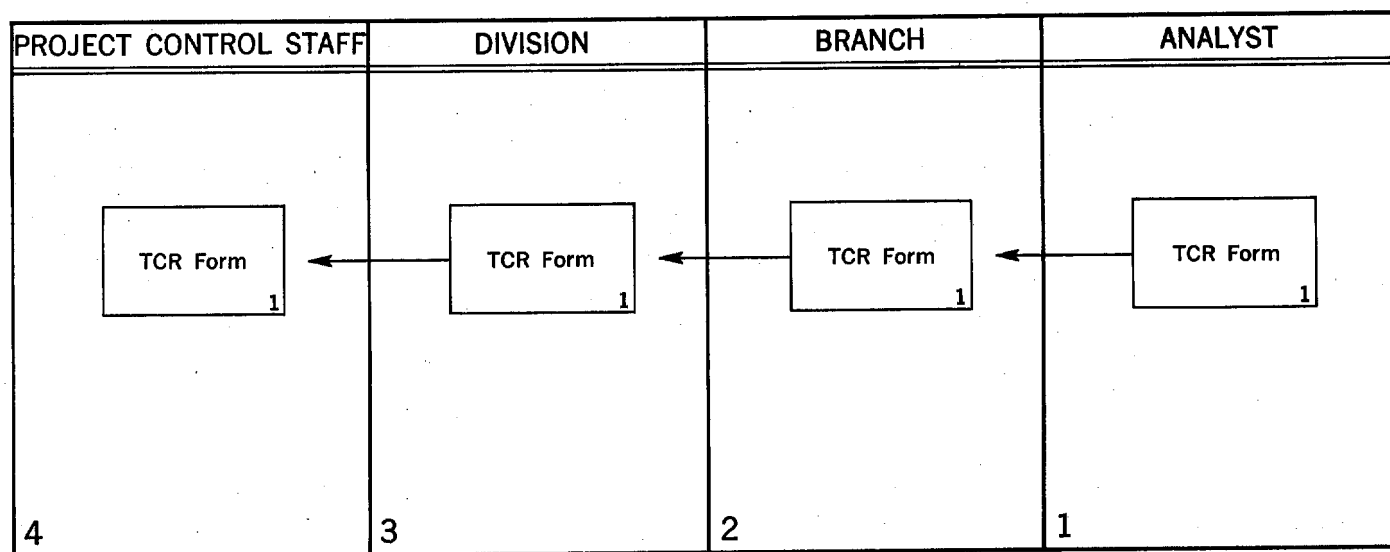 PROJECT CONTROL STAFF
DIVISION
BRANCH
ANALYST
TCR Form
1
TCR Form
1
TCR Form
1
TCR Form
1
4
3
2
1